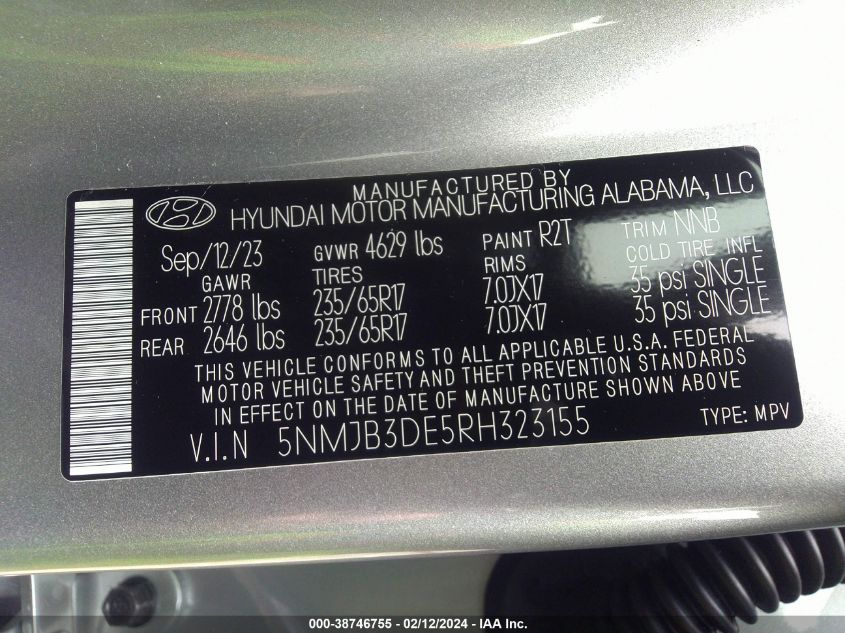 MANUFACTURED BY
HYUNDAI MOTOR MANUFACTURING ALABAMA, LLC
Sep/12/23 GVWR 4629 lbs PAINT R2T TRIM NNB
GAWR TIRES RIMS COLD TIRE INFL
FRONT 2778 lbs 235/65R17 7.0JX17 35 psi SINGLE
REAR 2646 lbs 235/65R17 7.0JX17 35 psi SINGLE
THIS VEHICLE CONFORMS TO ALL APPLICABLE U.S.A. FEDERAL
MOTOR VEHICLE SAFETY AND THEFT PREVENTION STANDARDS
IN EFFECT ON THE DATE OF MANUFACTURE SHOWN ABOVE
V.I.N 5NMJB3DE5RH323155 TYPE: MPV
000-38746755 - 02/12/2024 - IAA Inc.